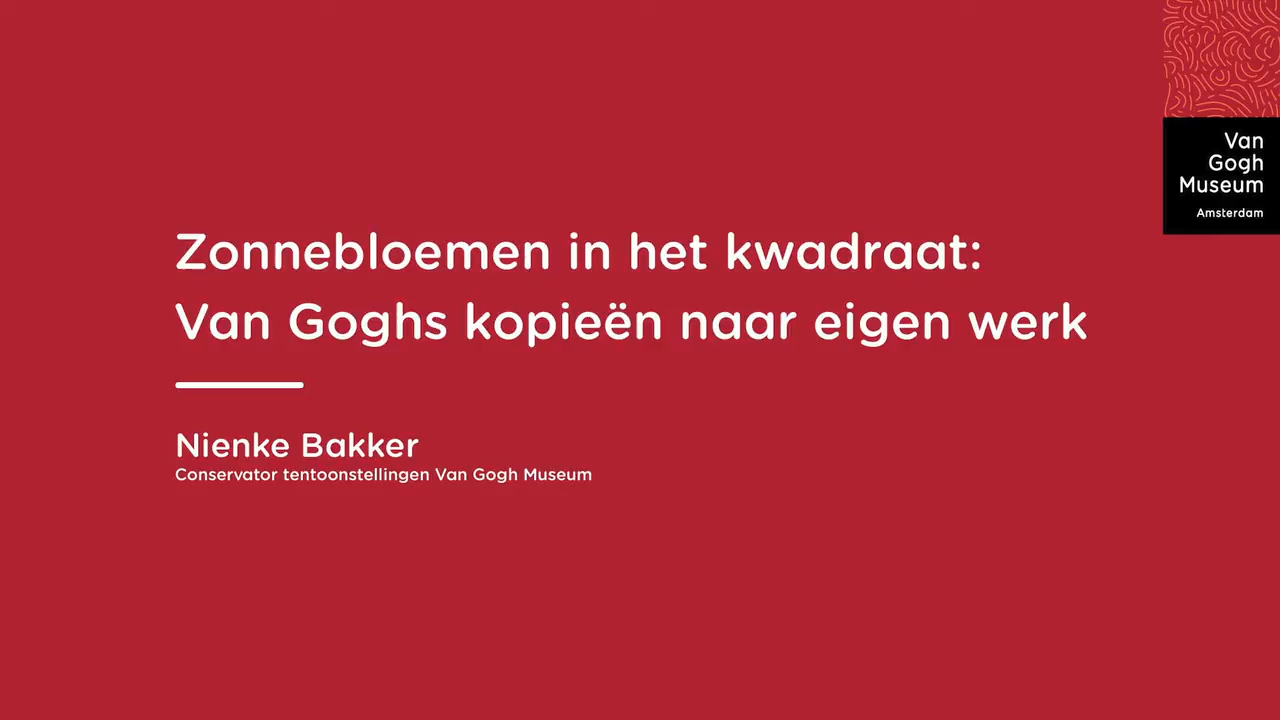 Van
Gogh
Museum
Amsterdam
Zonnebloemen in het kwadraat:
Van Goghs kopieën naar eigen werk
Nienke Bakker
Conservator tentoonstellingen Van Gogh Museum